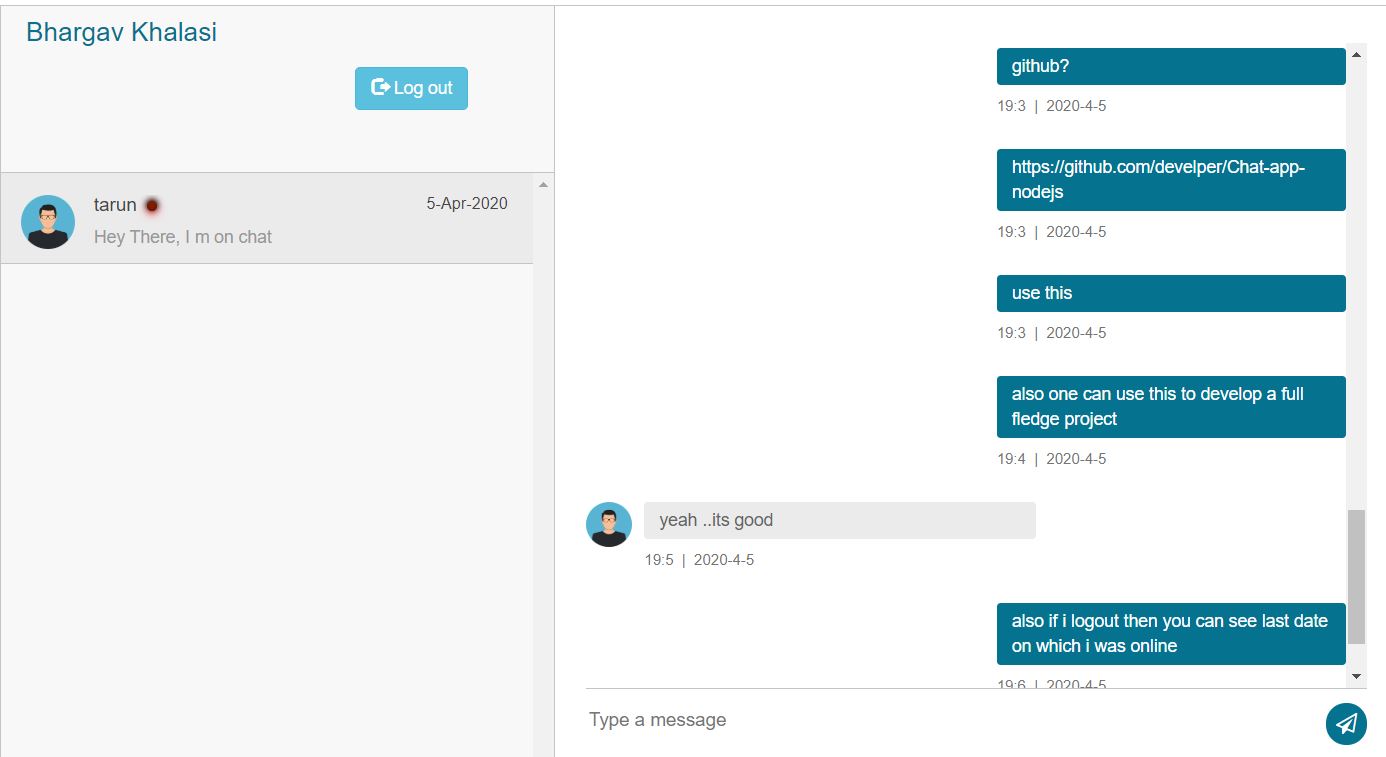 Bhargav Khalasi
Log out
tarun
5-Apr-2020
Hey There, I m on chat
github?
19:3 | 2020-4-5
https://github.com/develper/Chat-app-
nodejs
19:3 | 2020-4-5
use this
19:3 | 2020-4-5
also one can use this to develop a full
fledge project
19:4 | 2020-4-5
yeah ..its good
19:5 | 2020-4-5
also if i logout then you can see last date
on which i was online
19:6 | 2020-4-5
Type a message